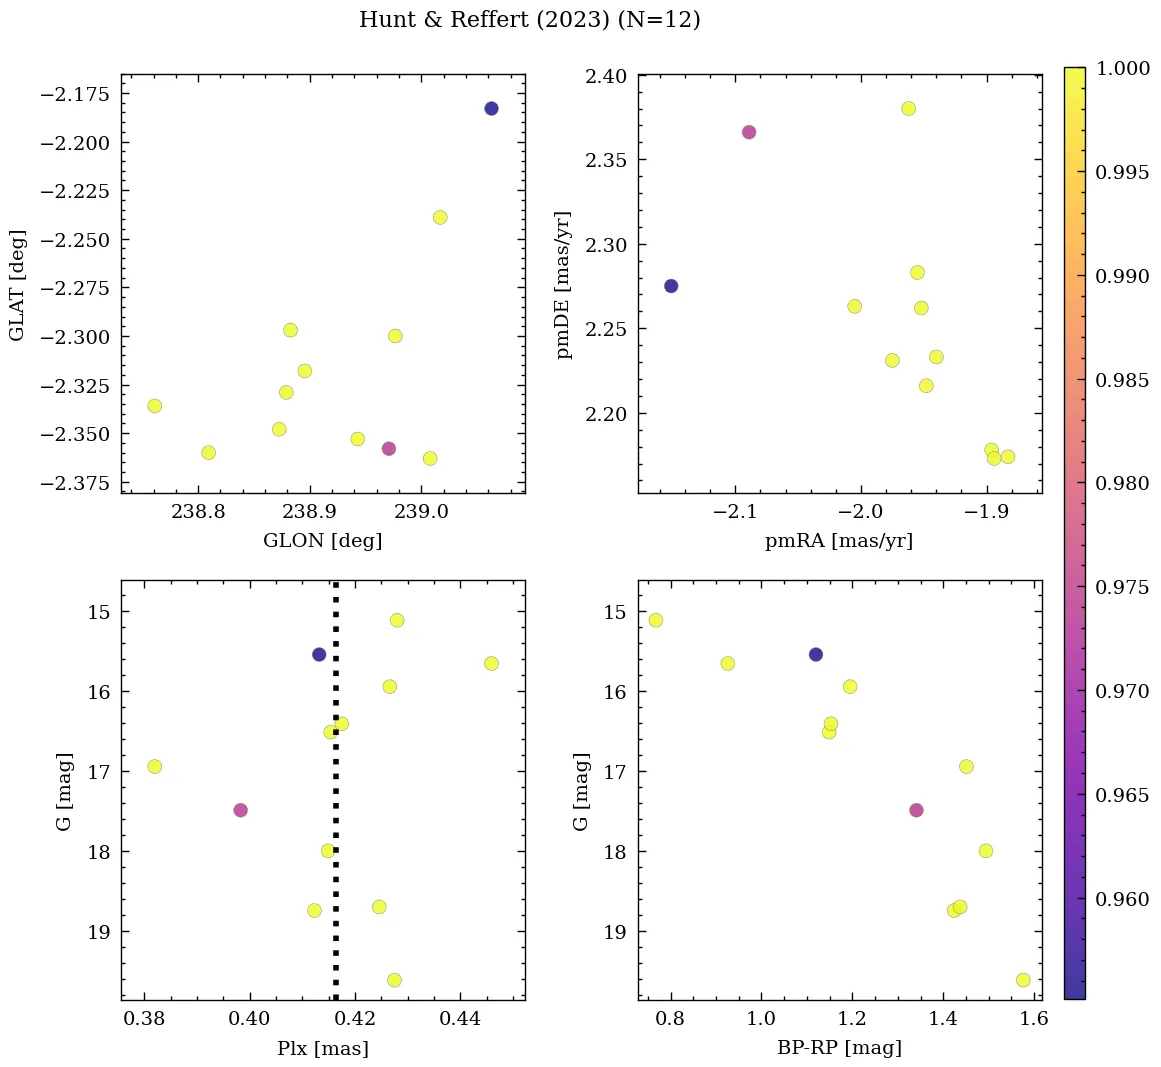 Hunt & Reffert (2023) (N=12)
−2.175
−2.200
−2.225
−2.250
−2.275
−2.300
−2.325
−2.350
−2.375
GLAT [deg]
238.8 238.9 239.0
GLON [deg]
2.40
2.35
2.30
2.25
2.20
pmDE [mas/yr]
−2.1 −2.0 −1.9
pmRA [mas/yr]
15
16
17
18
19
G [mag]
0.38 0.40 0.42 0.44
Plx [mas]
15
16
17
18
19
G [mag]
0.8 1.0 1.2 1.4 1.6
BP-RP [mag]
1.000
0.995
0.990
0.985
0.980
0.975
0.970
0.965
0.960